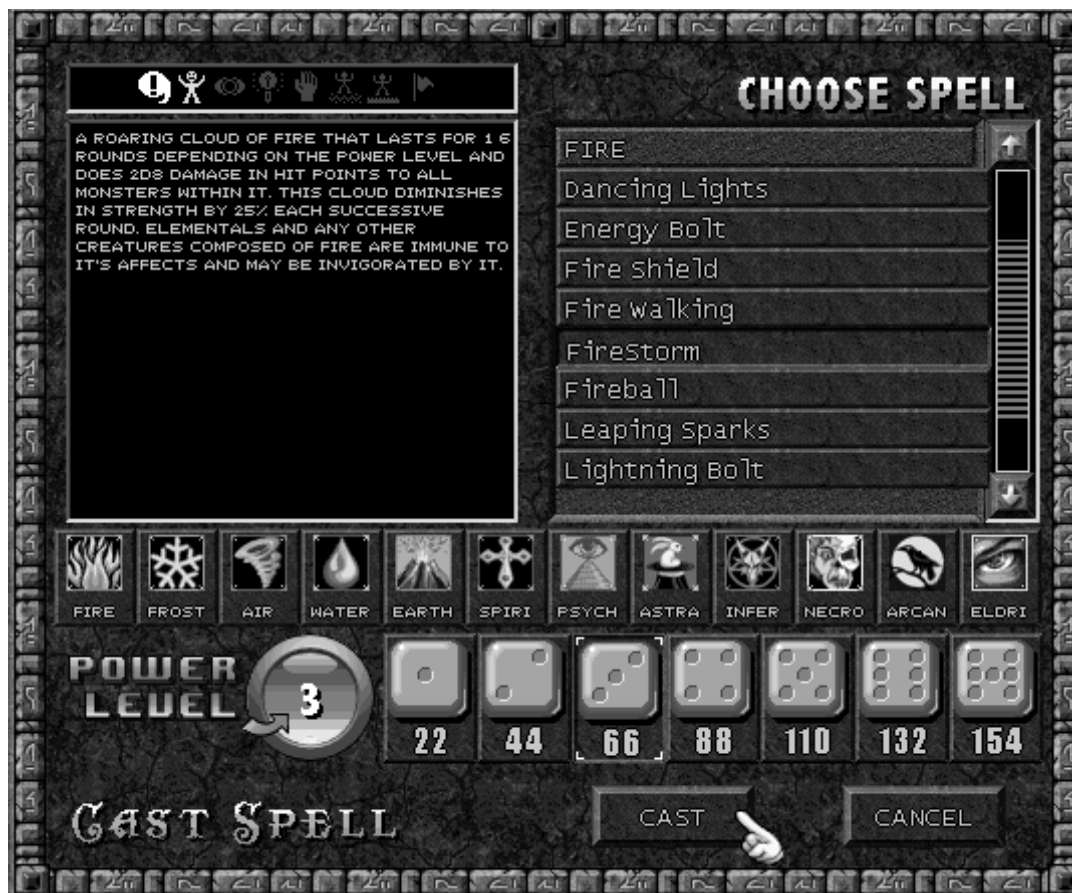 CHOOSE SPELL
A ROARING CLOUD OF FIRE THAT LASTS FOR 1 6
ROUNDS DEPENDING ON THE POWER LEVEL AND
DOES 2D8 DAMAGE IN HIT POINTS TO ALL
MONSTERS WITHIN IT. THIS CLOUD DIMINISHES
IN STRENGTH BY 25% EACH SUCCESSIVE
ROUND. ELEMENTALS AND ANY OTHER
CREATURES COMPOSED OF FIRE ARE IMMUNE TO
IT'S AFFECTS AND MAY BE INVIGORATED BY IT.
FIRE
Dancing Lights
Energy Bolt
Fire Shield
Fire Walking
FireStorm
Fireball
Leaping Sparks
Lightning Bolt
FIRE FROST AIR WATER EARTH SPIRI PSYCH ASTRA INFER NECRO ARCAN ELDRI
POWER
LEVEL
3
22 44 66 88 110 132 154
CAST SPELL
CAST
CANCEL